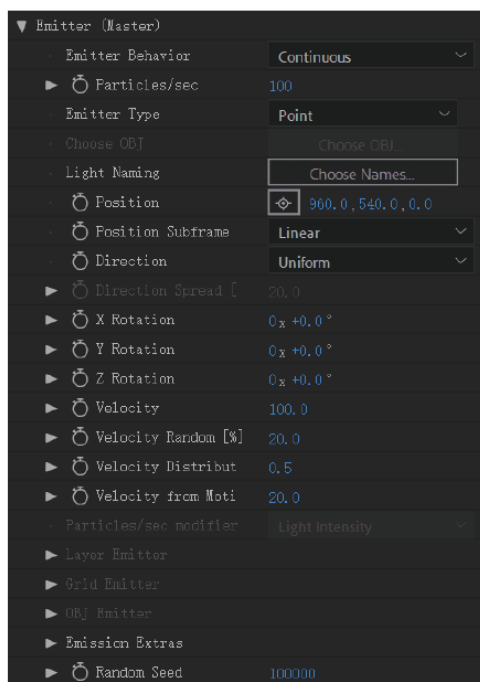 Emitter (Master)
Emitter Behavior Continuous
Particles/sec 100
Emitter Type Point
Choose OBJ Choose OBJ...
Light Naming Choose Names...
Position 960.0,540.0,0.0
Position Subframe Linear
Direction Uniform
Direction Spread [ 20.0
X Rotation 0x +0.0°
Y Rotation 0x +0.0°
Z Rotation 0x +0.0°
Velocity 100.0
Velocity Random [%] 20.0
Velocity Distribut 0.5
Velocity from Moti 20.0
Particles/sec modifier Light Intensity
Layer Emitter
Grid Emitter
OBJ Emitter
Emission Extras
Random Seed 100000